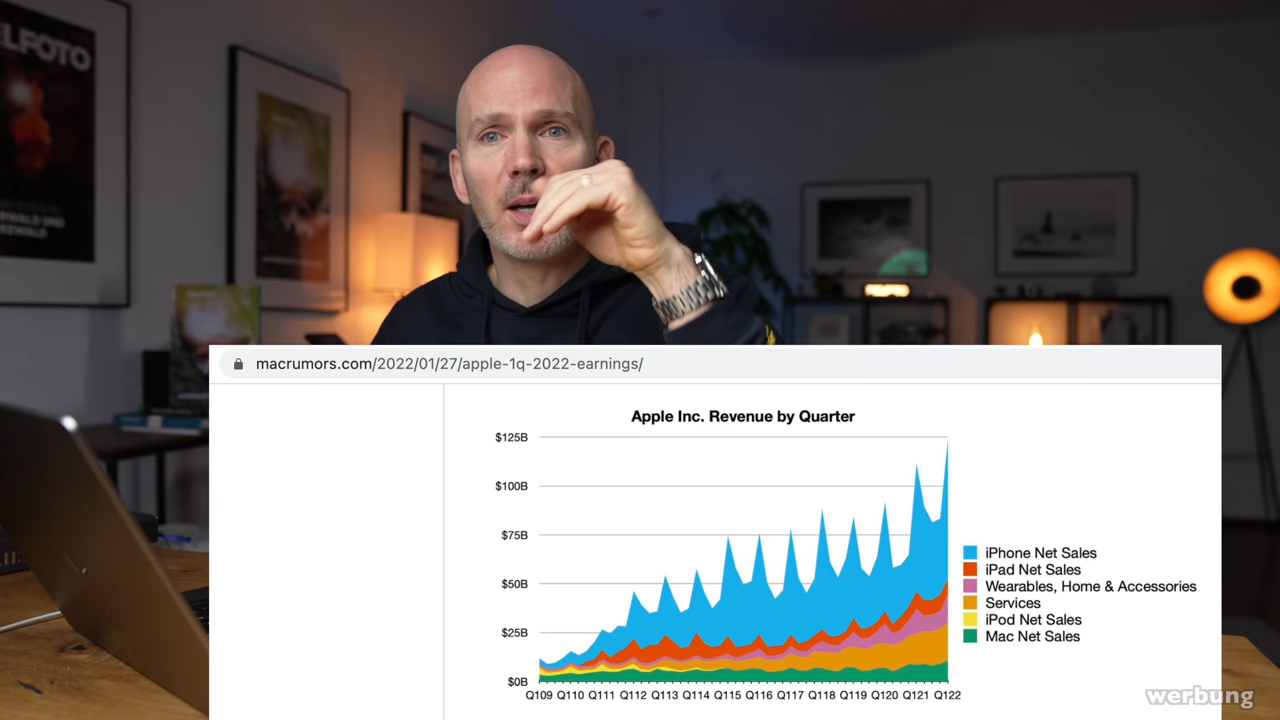 ELFOTO
macrumors.com/2022/01/27/apple-1q-2022-earnings/
Apple Inc. Revenue by Quarter
$125B
$100B
$75B
$50B
$25B
$0B
Q109 Q110 Q111 Q112 Q113 Q114 Q115 Q116 Q117 Q118 Q119 Q120 Q121 Q122
iPhone Net Sales
iPad Net Sales
Wearables, Home & Accessories
Services
iPod Net Sales
Mac Net Sales
werbung